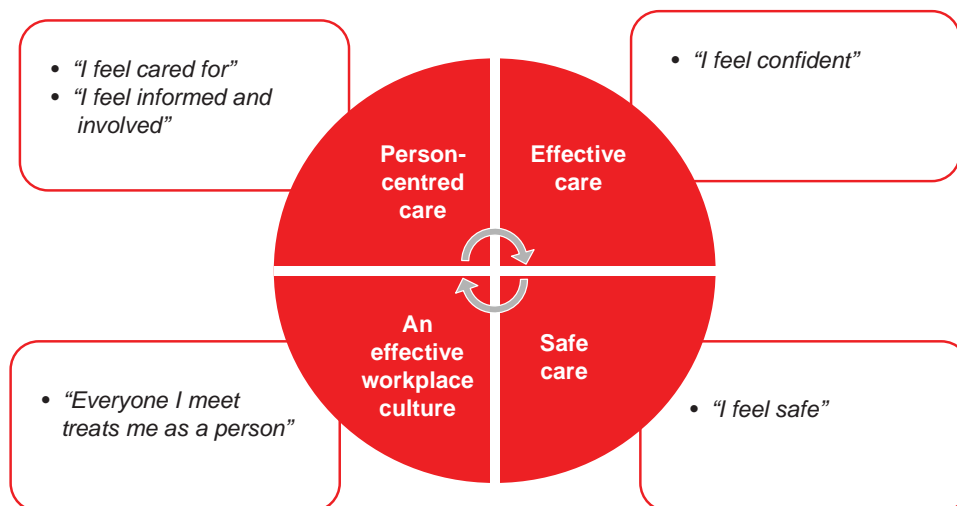 • “I feel cared for”
• “I feel informed and
involved”
• “I feel confident”
Person-
centred
care
Effective
care
An
effective
workplace
culture
Safe
care
• “Everyone I meet
treats me as a person”
• “I feel safe”